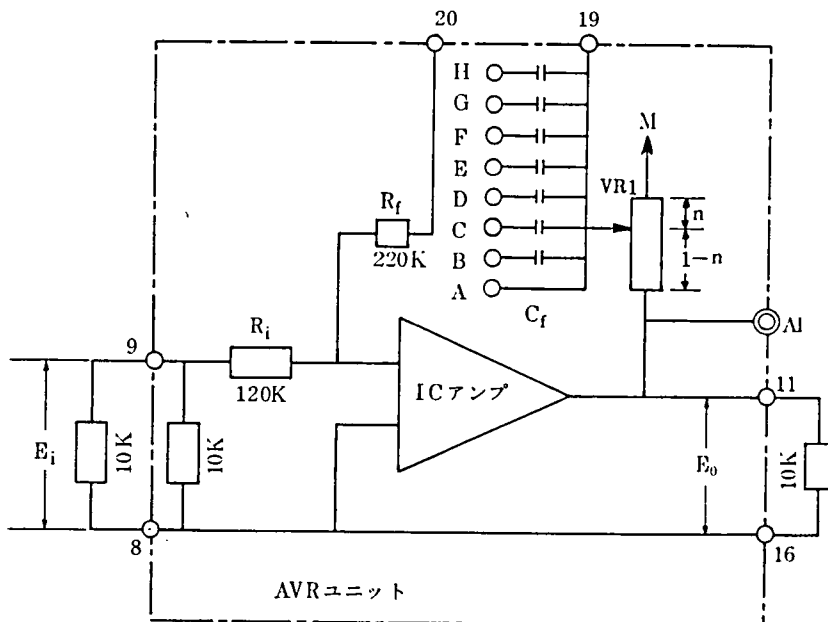 20
19
H
G
F
E
D
C
B
A
C_f
M
VR1
n
1−n
R_f
220K
9
R_i
120K
ICアンプ
Al
11
E_i
10K
10K
E_0
10K
8
16
AVRユニット